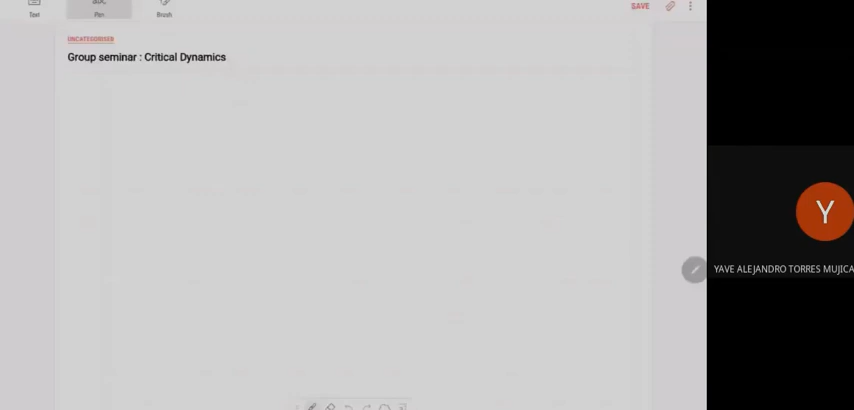 Text
Pen
Brush
SAVE
UNCATEGORISED
Group seminar : Critical Dynamics
Y
YAVE ALEJANDRO TORRES MUJICA